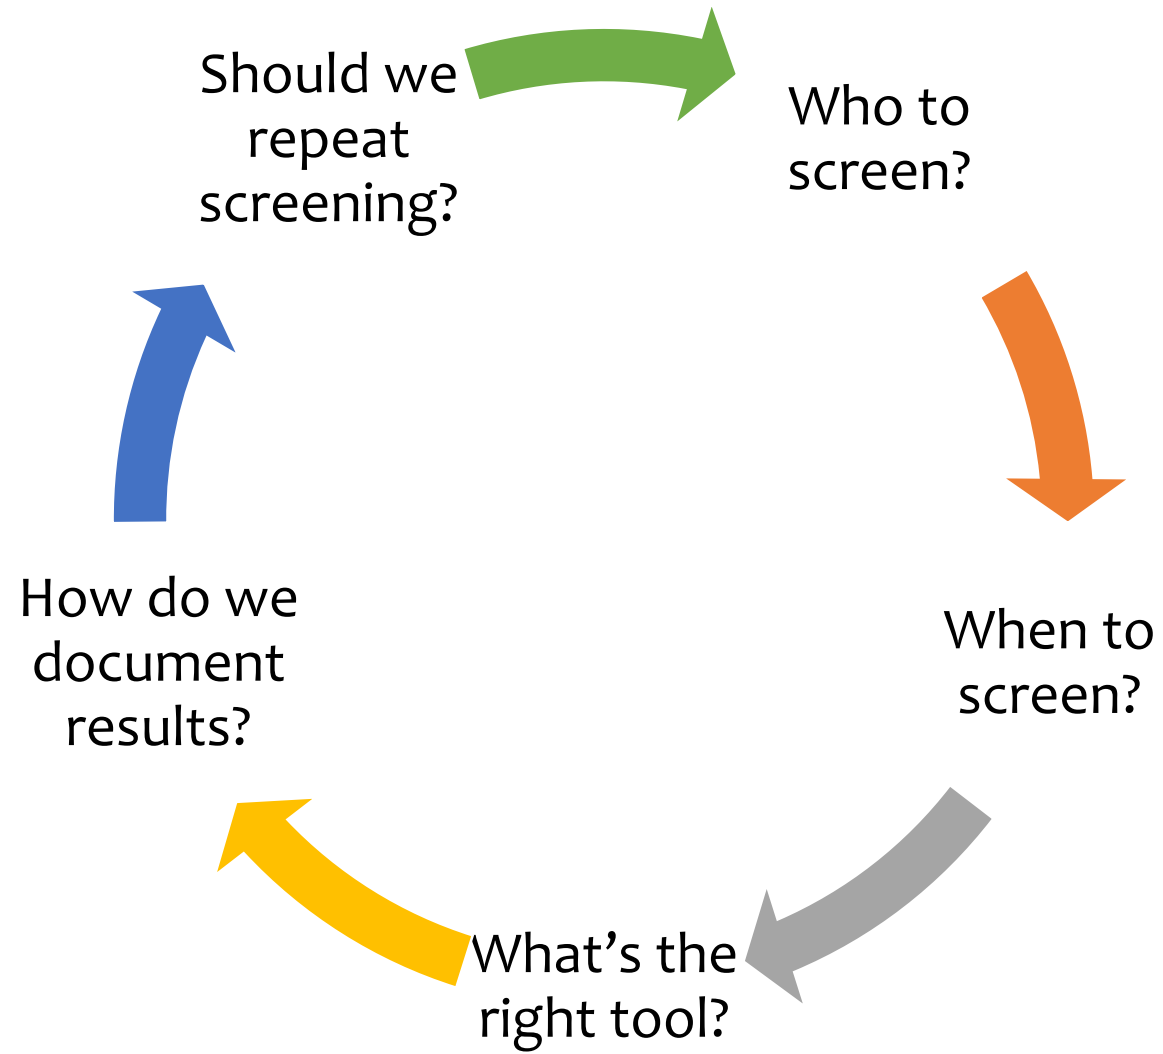 Should we
repeat
screening?
Who to
screen?
When to
screen?
What’s the
right tool?
How do we
document
results?